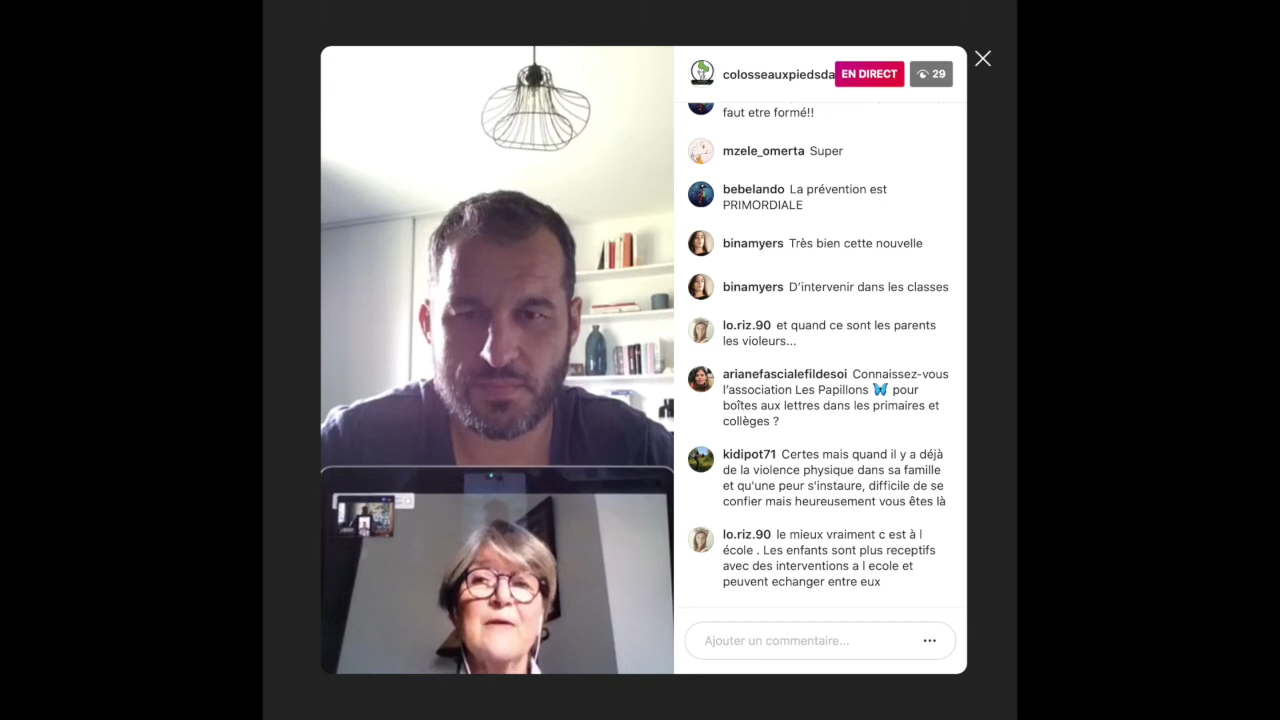 colosseauxpiedsda
EN DIRECT
29
faut etre formé!!
mzele_omerta Super
bebelando La prévention est
PRIMORDIALE
binamyers Très bien cette nouvelle
binamyers D'intervenir dans les classes
lo.riz.90 et quand ce sont les parents
les violeurs...
arianefascialefildesoi Connaissez-vous
l'association Les Papillons 🦋 pour
boîtes aux lettres dans les primaires et
collèges ?
kidipot71 Certes mais quand il y a déjà
de la violence physique dans sa famille
et qu'une peur s'instaure, difficile de se
confier mais heureusement vous êtes là
lo.riz.90 le mieux vraiment c est à l
école . Les enfants sont plus receptifs
avec des interventions a l ecole et
peuvent echanger entre eux
Ajouter un commentaire...